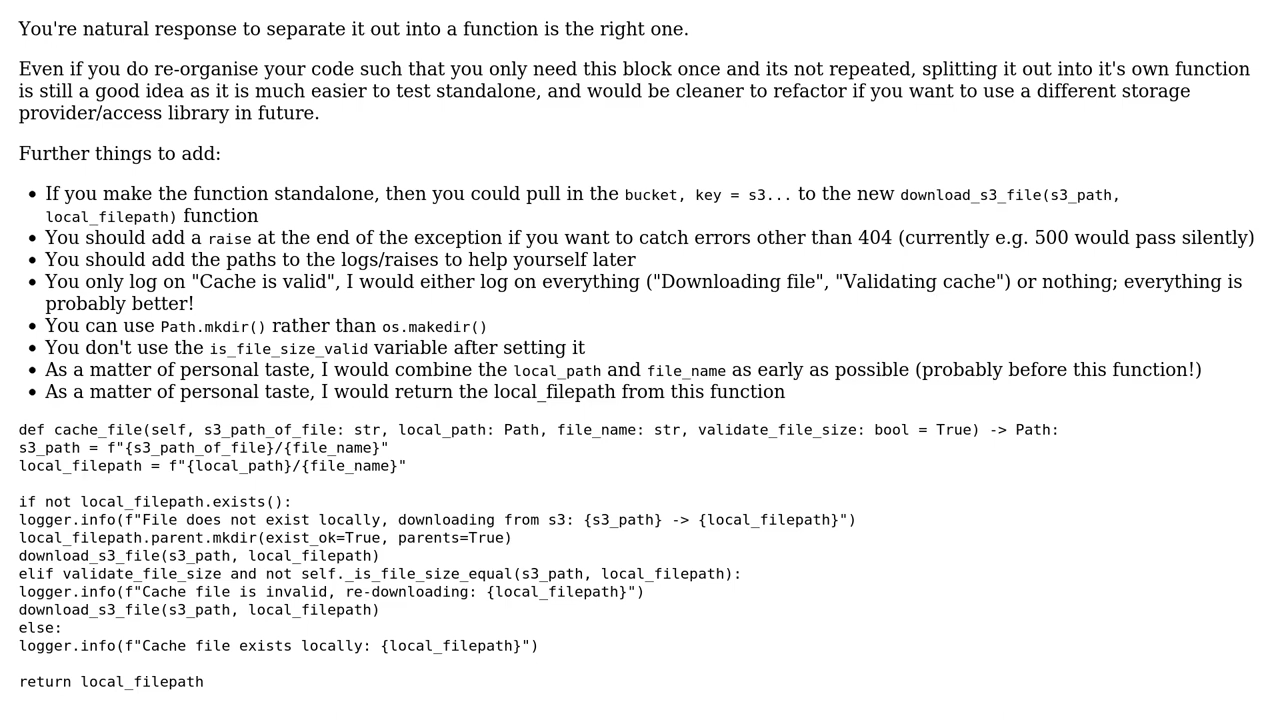 You're natural response to separate it out into a function is the right one.
Even if you do re-organise your code such that you only need this block once and its not repeated, splitting it out into it's own function
is still a good idea as it is much easier to test standalone, and would be cleaner to refactor if you want to use a different storage
provider/access library in future.
Further things to add:
• If you make the function standalone, then you could pull in the bucket, key = s3... to the new download_s3_file(s3_path,
local_filepath) function
• You should add a raise at the end of the exception if you want to catch errors other than 404 (currently e.g. 500 would pass silently)
• You should add the paths to the logs/raises to help yourself later
• You only log on "Cache is valid", I would either log on everything ("Downloading file", "Validating cache") or nothing; everything is
probably better!
• You can use Path.mkdir() rather than os.makedir()
• You don't use the is_file_size_valid variable after setting it
• As a matter of personal taste, I would combine the local_path and file_name as early as possible (probably before this function!)
• As a matter of personal taste, I would return the local_filepath from this function
def cache_file(self, s3_path_of_file: str, local_path: Path, file_name: str, validate_file_size: bool = True) -> Path:
s3_path = f"{s3_path_of_file}/{file_name}"
local_filepath = f"{local_path}/{file_name}"
if not local_filepath.exists():
logger.info(f"File does not exist locally, downloading from s3: {s3_path} -> {local_filepath}")
local_filepath.parent.mkdir(exist_ok=True, parents=True)
download_s3_file(s3_path, local_filepath)
elif validate_file_size and not self._is_file_size_equal(s3_path, local_filepath):
logger.info(f"Cache file is invalid, re-downloading: {local_filepath}")
download_s3_file(s3_path, local_filepath)
else:
logger.info(f"Cache file exists locally: {local_filepath}")
return local_filepath